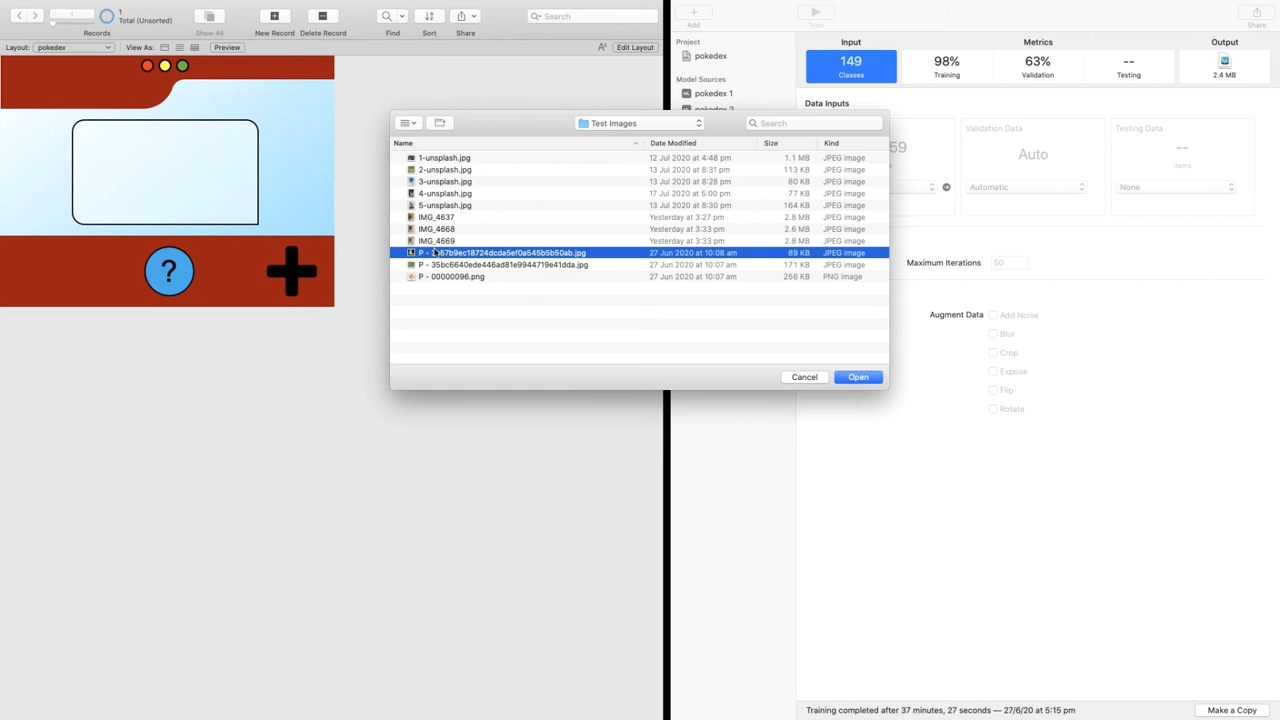 1
1
Total (Unsorted)
Search
Records
Show All
New Record
Delete Record
Find
Sort
Share
Layout:
pokedex
View As:
Preview
Edit Layout
?
Add
Train
Share
Project
pokedex
Model Sources
pokedex 1
Input
149
Classes
Metrics
98%
Training
63%
Validation
--
Testing
Output
2.4 MB
Data Inputs
59
Validation Data
Auto
Automatic
Testing Data
--
Items
None
Maximum Iterations
50
Augment Data
Add Noise
Blur
Crop
Expose
Flip
Rotate
Test Images
Search
Name Date Modified Size Kind
1-unsplash.jpg 12 Jul 2020 at 4:48 pm 1.1 MB JPEG image
2-unsplash.jpg 13 Jul 2020 at 8:31 pm 113 KB JPEG image
3-unsplash.jpg 13 Jul 2020 at 8:28 pm 80 KB JPEG image
4-unsplash.jpg 17 Jul 2020 at 5:00 pm 77 KB JPEG image
5-unsplash.jpg 13 Jul 2020 at 8:30 pm 164 KB JPEG image
IMG_4637 Yesterday at 3:27 pm 2.8 MB JPEG image
IMG_4668 Yesterday at 3:33 pm 2.6 MB JPEG image
IMG_4669 Yesterday at 3:33 pm 2.8 MB JPEG image
P - 27 Jun 2020 at 10:08 am 89 KB JPEG image
P - 35bc6640ede446ad81e9944719e41dda.jpg 27 Jun 2020 at 10:07 am 171 KB JPEG image
P - 00000096.png 27 Jun 2020 at 10:07 am 256 KB PNG image
Cancel
Open
Training completed after 37 minutes, 27 seconds — 27/6/20 at 5:15 pm
Make a Copy